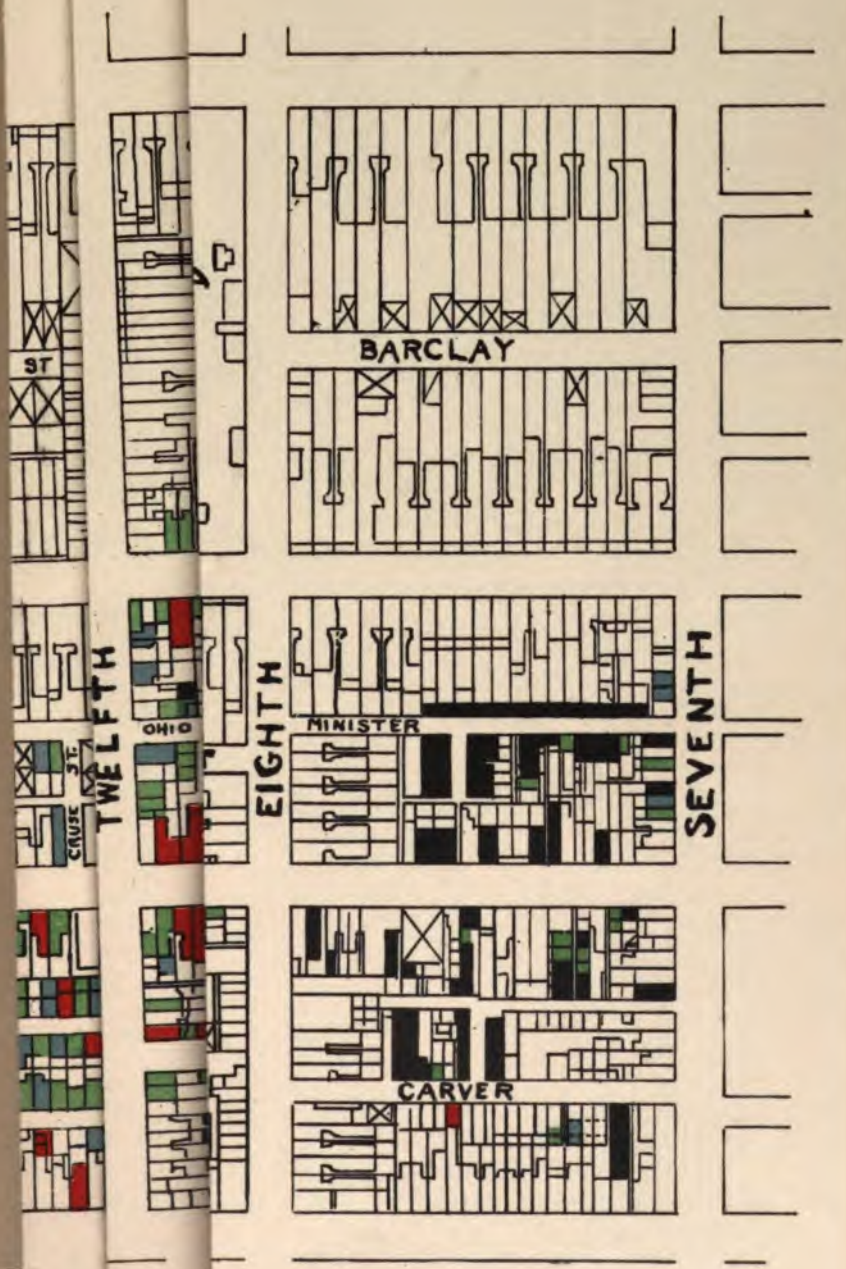 BARCLAY
ST
TWELFTH
OHIO
EIGHTH
MINISTER
SEVENTH
ST.
CRUSE
CARVER